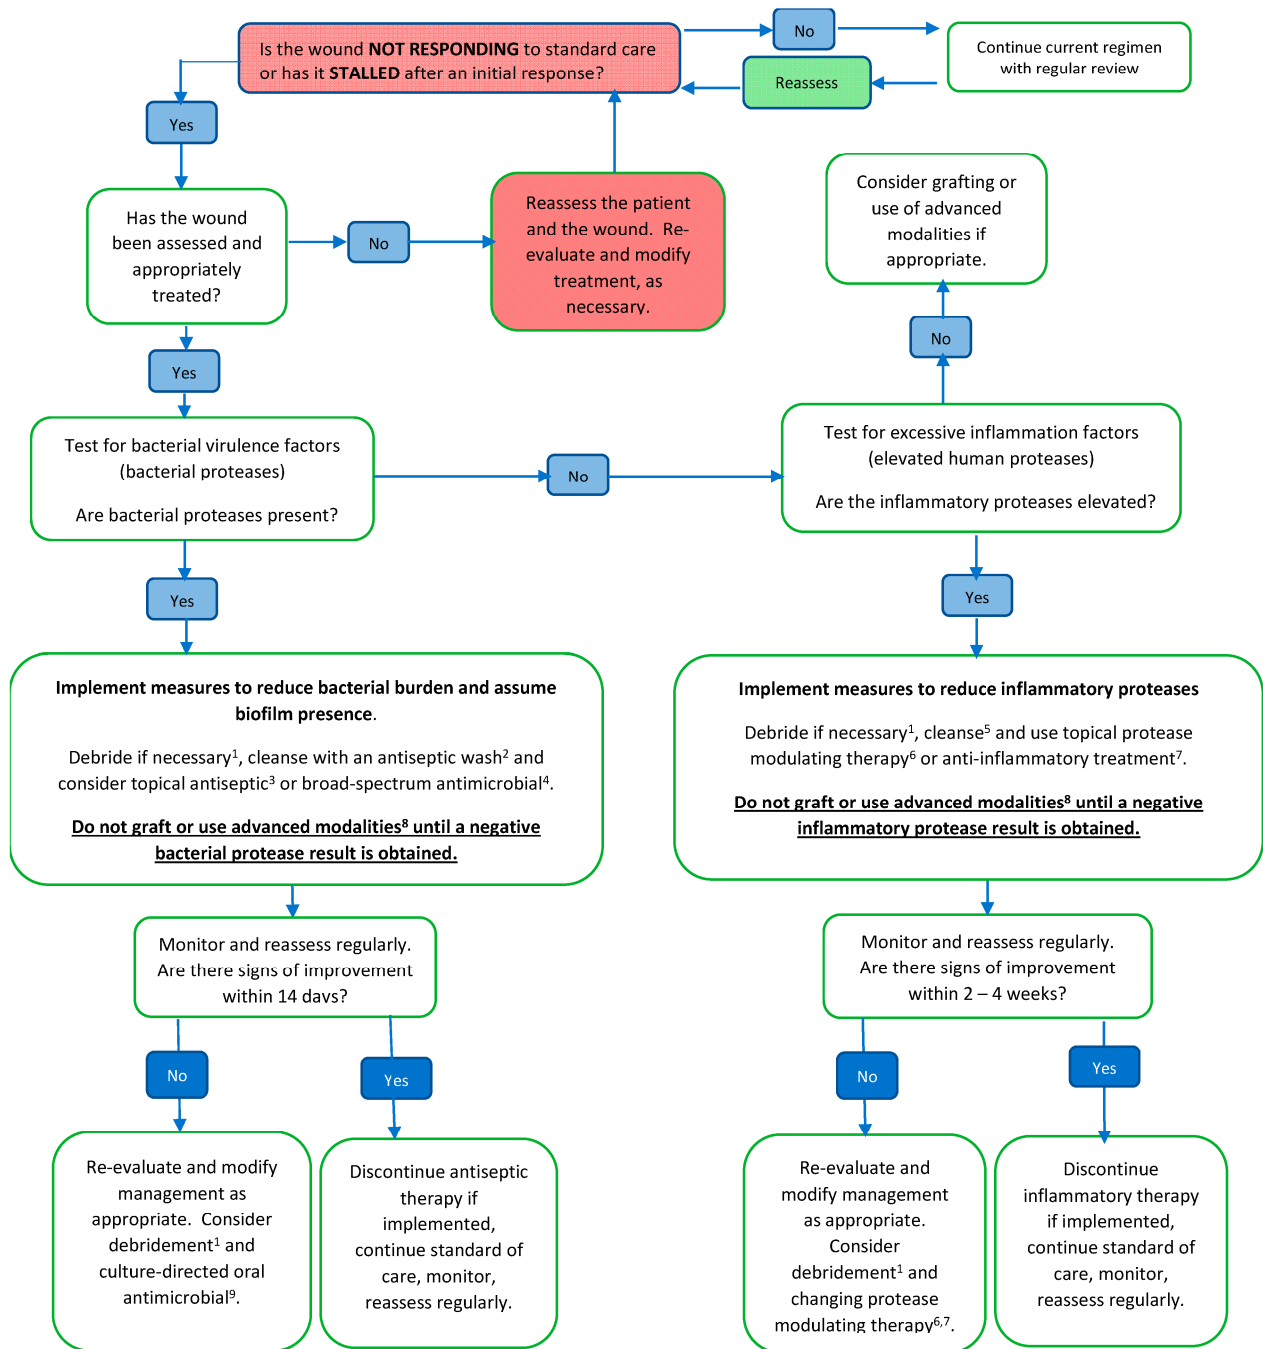 Is the wound NOT RESPONDING to standard care
or has it STALLED after an initial response?
No
Continue current regimen
with regular review
Reassess
Yes
Has the wound
been assessed and
appropriately
treated?
No
Reassess the patient
and the wound.  Re-
evaluate and modify
treatment, as
necessary.
Consider grafting or
use of advanced
modalities if
appropriate.
No
Yes
Test for bacterial virulence factors
(bacterial proteases)
Are bacterial proteases present?
No
Test for excessive inflammation factors
(elevated human proteases)
Are the inflammatory proteases elevated?
Yes
Yes
Implement measures to reduce bacterial burden and assume
biofilm presence.
Debride if necessary¹, cleanse with an antiseptic wash² and
consider topical antiseptic³ or broad-spectrum antimicrobial⁴.
Do not graft or use advanced modalities⁸ until a negative
bacterial protease result is obtained.
Implement measures to reduce inflammatory proteases
Debride if necessary¹, cleanse⁵ and use topical protease
modulating therapy⁶ or anti-inflammatory treatment⁷.
Do not graft or use advanced modalities⁸ until a negative
inflammatory protease result is obtained.
Monitor and reassess regularly.
Are there signs of improvement
within 14 days?
Monitor and reassess regularly.
Are there signs of improvement
within 2 – 4 weeks?
No
Yes
No
Yes
Re-evaluate and modify
management as
appropriate.  Consider
debridement¹ and
culture-directed oral
antimicrobial⁹.
Discontinue antiseptic
therapy if
implemented,
continue standard of
care, monitor,
reassess regularly.
Re-evaluate and
modify management
as appropriate.
Consider
debridement¹ and
changing protease
modulating therapy⁶,⁷.
Discontinue
inflammatory therapy
if implemented,
continue standard of
care, monitor,
reassess regularly.